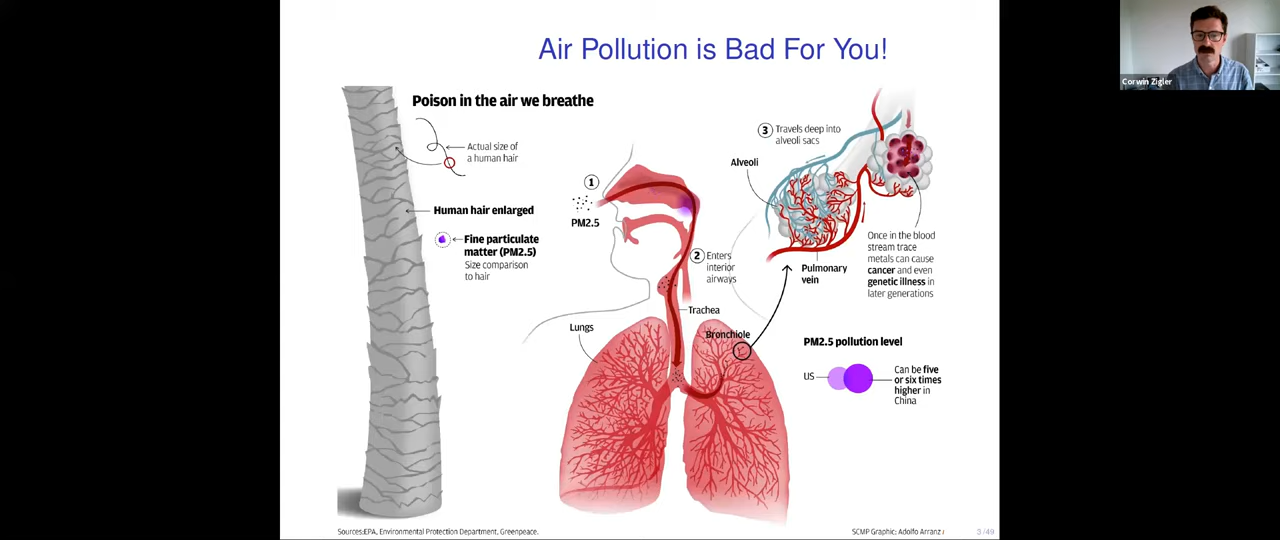 Air Pollution is Bad For You!
Corwin Zigler
Poison in the air we breathe
Actual size of
a human hair
Human hair enlarged
Fine particulate
matter (PM2.5)
Size comparison
to hair
1
PM2.5
2 Enters
interior
airways
Trachea
Lungs
Bronchiole
3 Travels deep into
alveoli sacs
Alveoli
Pulmonary
vein
Once in the blood
stream trace
metals can cause
cancer and even
genetic illness in
later generations
PM2.5 pollution level
US
Can be five
or six times
higher in
China
Sources:EPA, Environmental Protection Department, Greenpeace.
SCMP Graphic: Adolfo Arranz
3 / 49